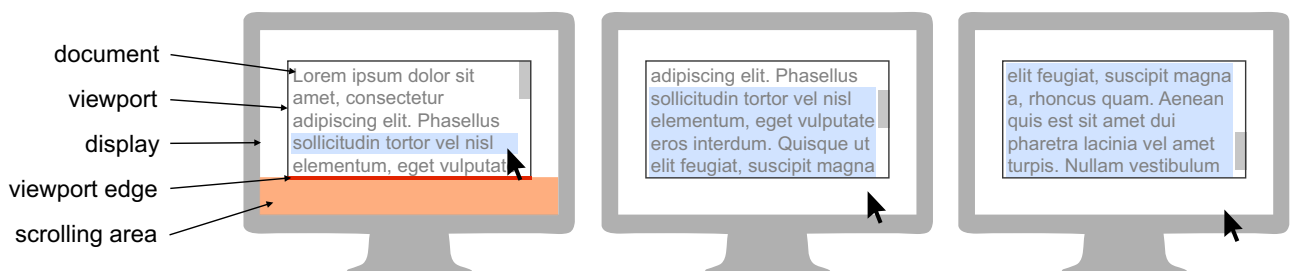 document
viewport
display
viewport edge
scrolling area
Lorem ipsum dolor sit
amet, consectetur
adipiscing elit. Phasellus
sollicitudin tortor vel nisl
elementum, eget vulputat
adipiscing elit. Phasellus
sollicitudin tortor vel nisl
elementum, eget vulputate
eros interdum. Quisque ut
elit feugiat, suscipit magna
elit feugiat, suscipit magna
a, rhoncus quam. Aenean
quis est sit amet dui
pharetra lacinia vel amet
turpis. Nullam vestibulum